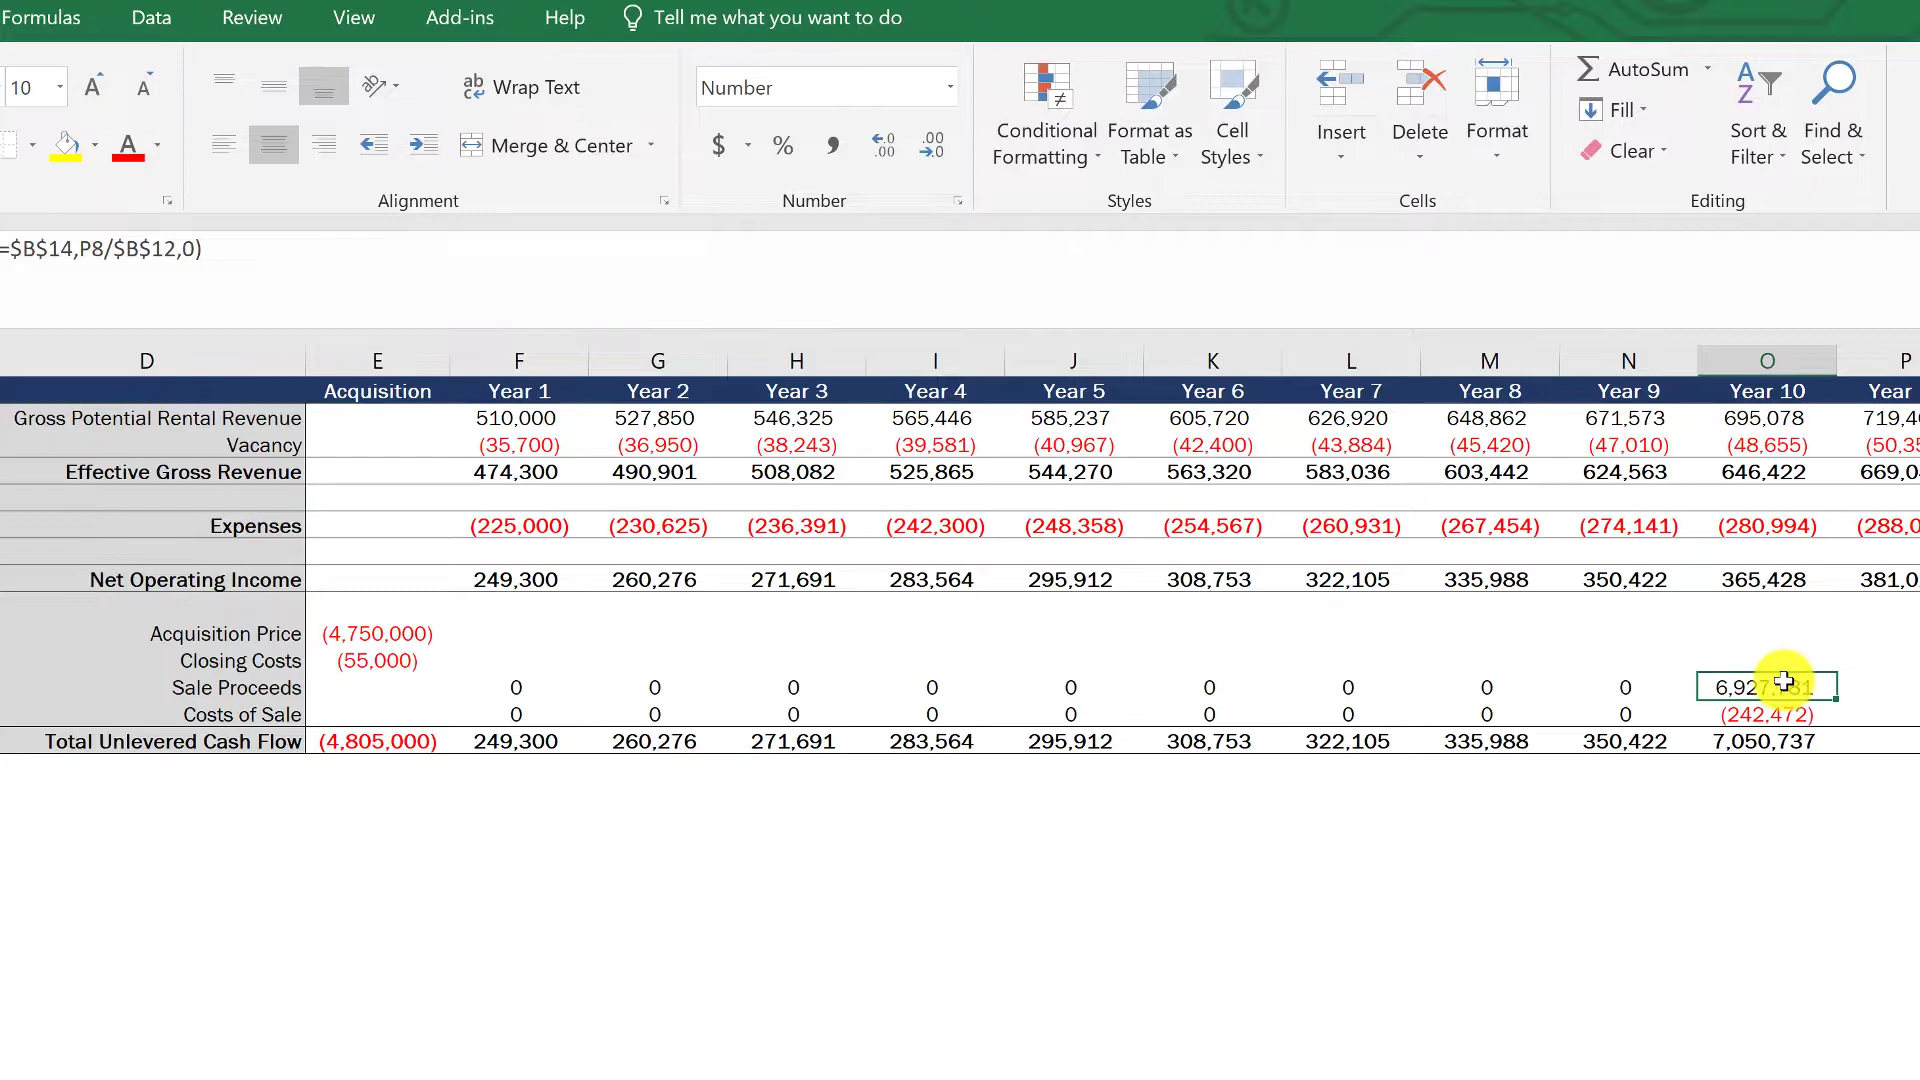 Formulas Data Review View Add-ins Help Tell me what you want to do
10 A A ab Wrap Text Number AutoSum
Conditional Formatting Format as Table Cell Styles Insert Delete Format Fill Sort & Filter Find & Select
A Merge & Center $ % , Clear
Alignment Number Styles Cells Editing
=$B$14,P8/$B$12,0)
D E F G H I J K L M N O P
Acquisition Year 1 Year 2 Year 3 Year 4 Year 5 Year 6 Year 7 Year 8 Year 9 Year 10 Year
Gross Potential Rental Revenue 510,000 527,850 546,325 565,446 585,237 605,720 626,920 648,862 671,573 695,078
Vacancy (35,700) (36,950) (38,243) (39,581) (40,967) (42,400) (43,884) (45,420) (47,010) (48,655)
Effective Gross Revenue 474,300 490,901 508,082 525,865 544,270 563,320 583,036 603,442 624,563 646,422
Expenses (225,000) (230,625) (236,391) (242,300) (248,358) (254,567) (260,931) (267,454) (274,141) (280,994)
Net Operating Income 249,300 260,276 271,691 283,564 295,912 308,753 322,105 335,988 350,422 365,428
Acquisition Price (4,750,000)
Closing Costs (55,000)
Sale Proceeds 0 0 0 0 0 0 0 0 0
Costs of Sale 0 0 0 0 0 0 0 0 0 (242,472)
Total Unlevered Cash Flow (4,805,000) 249,300 260,276 271,691 283,564 295,912 308,753 322,105 335,988 350,422 7,050,737